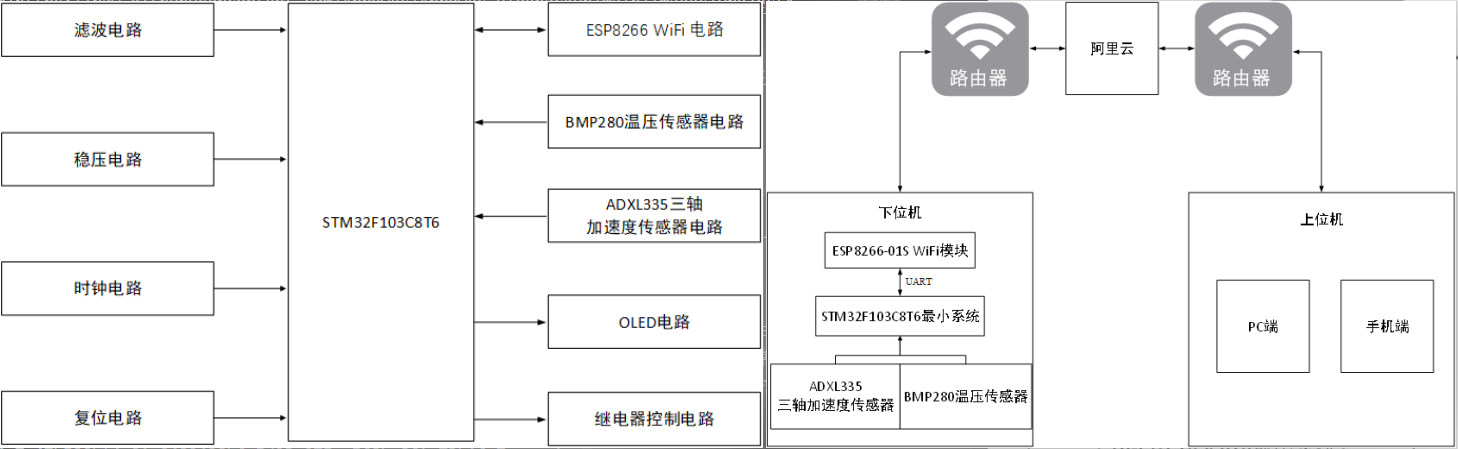 滤波电路
稳压电路
时钟电路
复位电路
STM32F103C8T6
ESP8266 WiFi 电路
BMP280温压传感器电路
ADXL335三轴
加速度传感器电路
OLED电路
继电器控制电路
路由器
阿里云
路由器
下位机
ESP8266-01S WiFi模块
UART
STM32F103C8T6最小系统
ADXL335
三轴加速度传感器
BMP280温压传感器
上位机
PC端
手机端